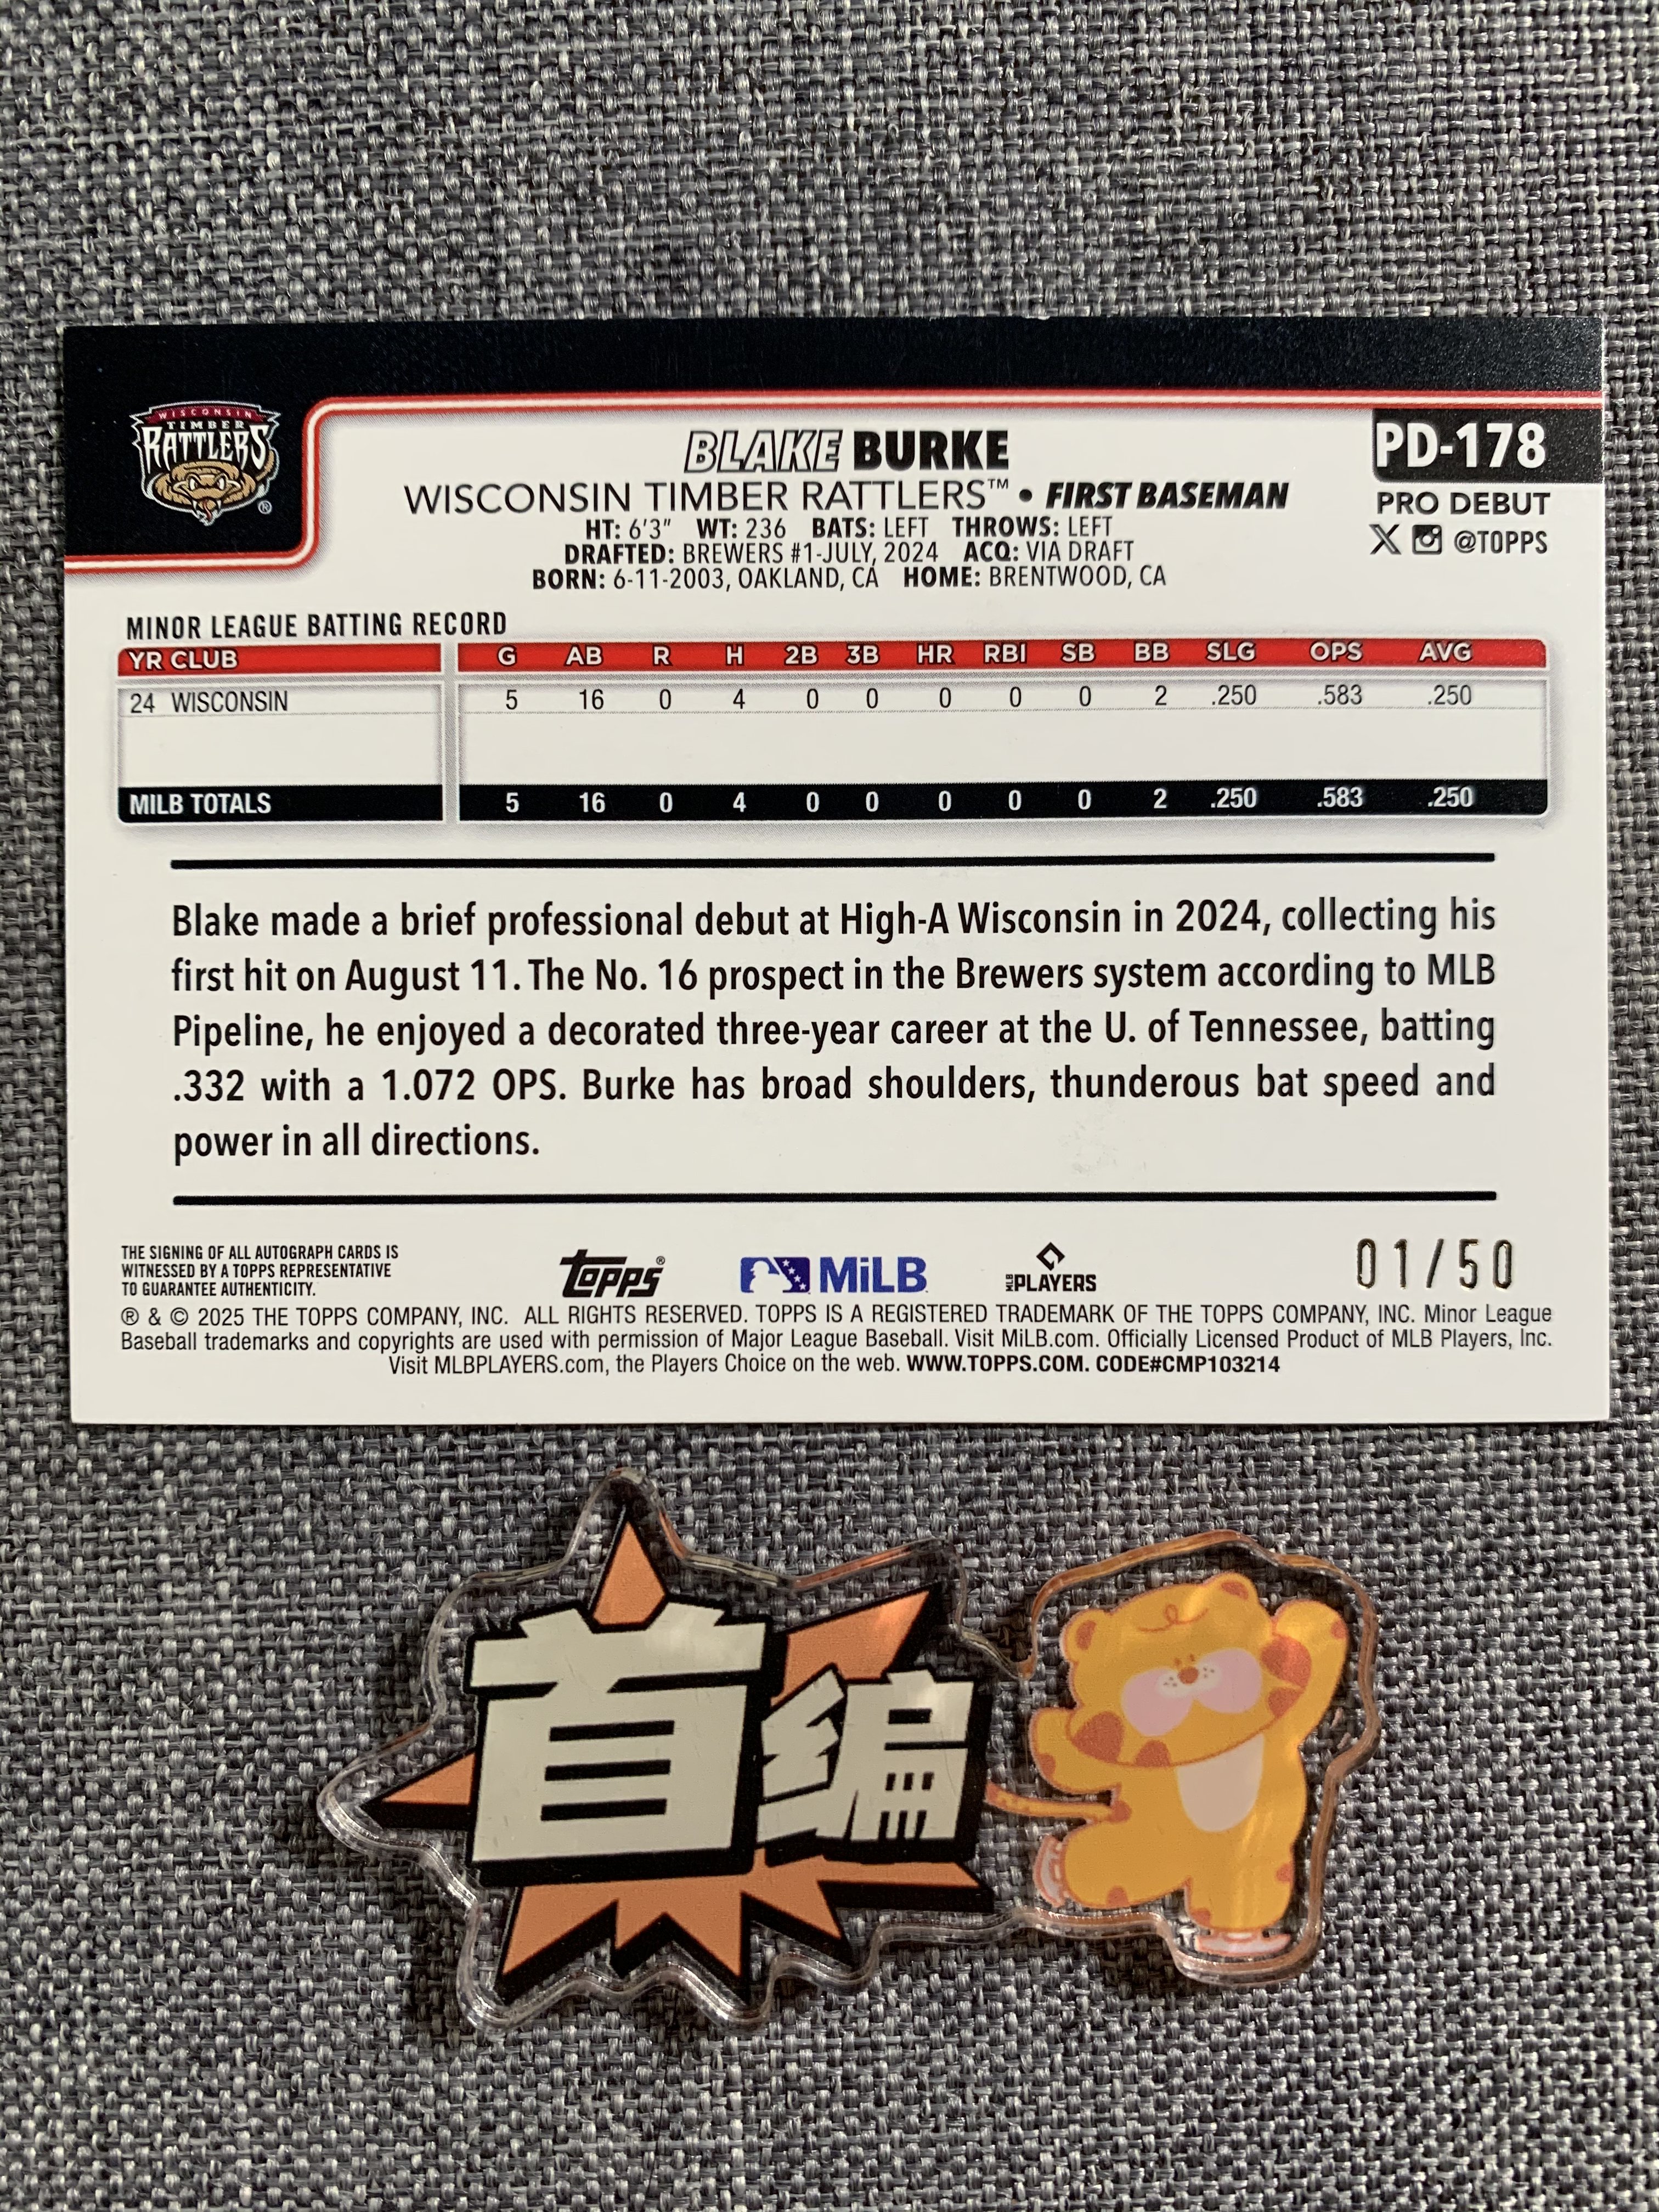 WISCONSIN
TIMBER
RATTLERS®
BLAKE BURKE
WISCONSIN TIMBER RATTLERS™ • FIRST BASEMAN
HT: 6'3" WT: 236 BATS: LEFT THROWS: LEFT
DRAFTED: BREWERS #1-JULY, 2024 ACQ: VIA DRAFT
BORN: 6-11-2003, OAKLAND, CA HOME: BRENTWOOD, CA
PD-178
PRO DEBUT
X @TOPPS
MINOR LEAGUE BATTING RECORD
YR CLUB G AB R H 2B 3B HR RBI SB BB SLG OPS AVG
24 WISCONSIN 5 16 0 4 0 0 0 0 0 2 .250 .583 .250
MILB TOTALS 5 16 0 4 0 0 0 0 0 2 .250 .583 .250
Blake made a brief professional debut at High-A Wisconsin in 2024, collecting his
first hit on August 11. The No. 16 prospect in the Brewers system according to MLB
Pipeline, he enjoyed a decorated three-year career at the U. of Tennessee, batting
.332 with a 1.072 OPS. Burke has broad shoulders, thunderous bat speed and
power in all directions.
THE SIGNING OF ALL AUTOGRAPH CARDS IS
WITNESSED BY A TOPPS REPRESENTATIVE
TO GUARANTEE AUTHENTICITY.
topps®
MiLB
MLB PLAYERS
01/50
® & © 2025 THE TOPPS COMPANY, INC. ALL RIGHTS RESERVED. TOPPS IS A REGISTERED TRADEMARK OF THE TOPPS COMPANY, INC. Minor League
Baseball trademarks and copyrights are used with permission of Major League Baseball. Visit MiLB.com. Officially Licensed Product of MLB Players, Inc.
Visit MLBPLAYERS.com, the Players Choice on the web. WWW.TOPPS.COM. CODE#CMP103214
首编